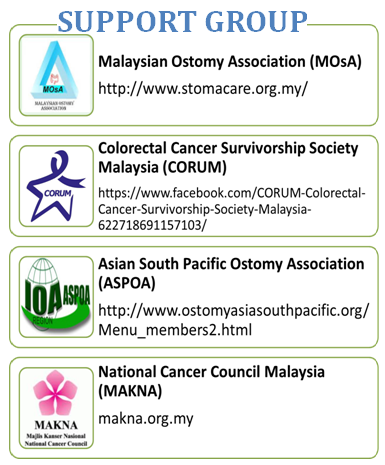 SUPPORT GROUP
MOsA
MALAYSIAN OSTOMY
ASSOCIATION
Malaysian Ostomy Association (MOsA)
http://www.stomacare.org.my/
CORUM
Colorectal Cancer Survivorship Society
Malaysia (CORUM)
https://www.facebook.com/CORUM-Colorectal-
Cancer-Survivorship-Society-Malaysia-
622718691157103/
IOA ASPOA
REGION
Asian South Pacific Ostomy Association
(ASPOA)
http://www.ostomyasiasouthpacific.org/
Menu_members2.html
MAKNA
Majlis Kanser Nasional
National Cancer Council
National Cancer Council Malaysia
(MAKNA)
makna.org.my